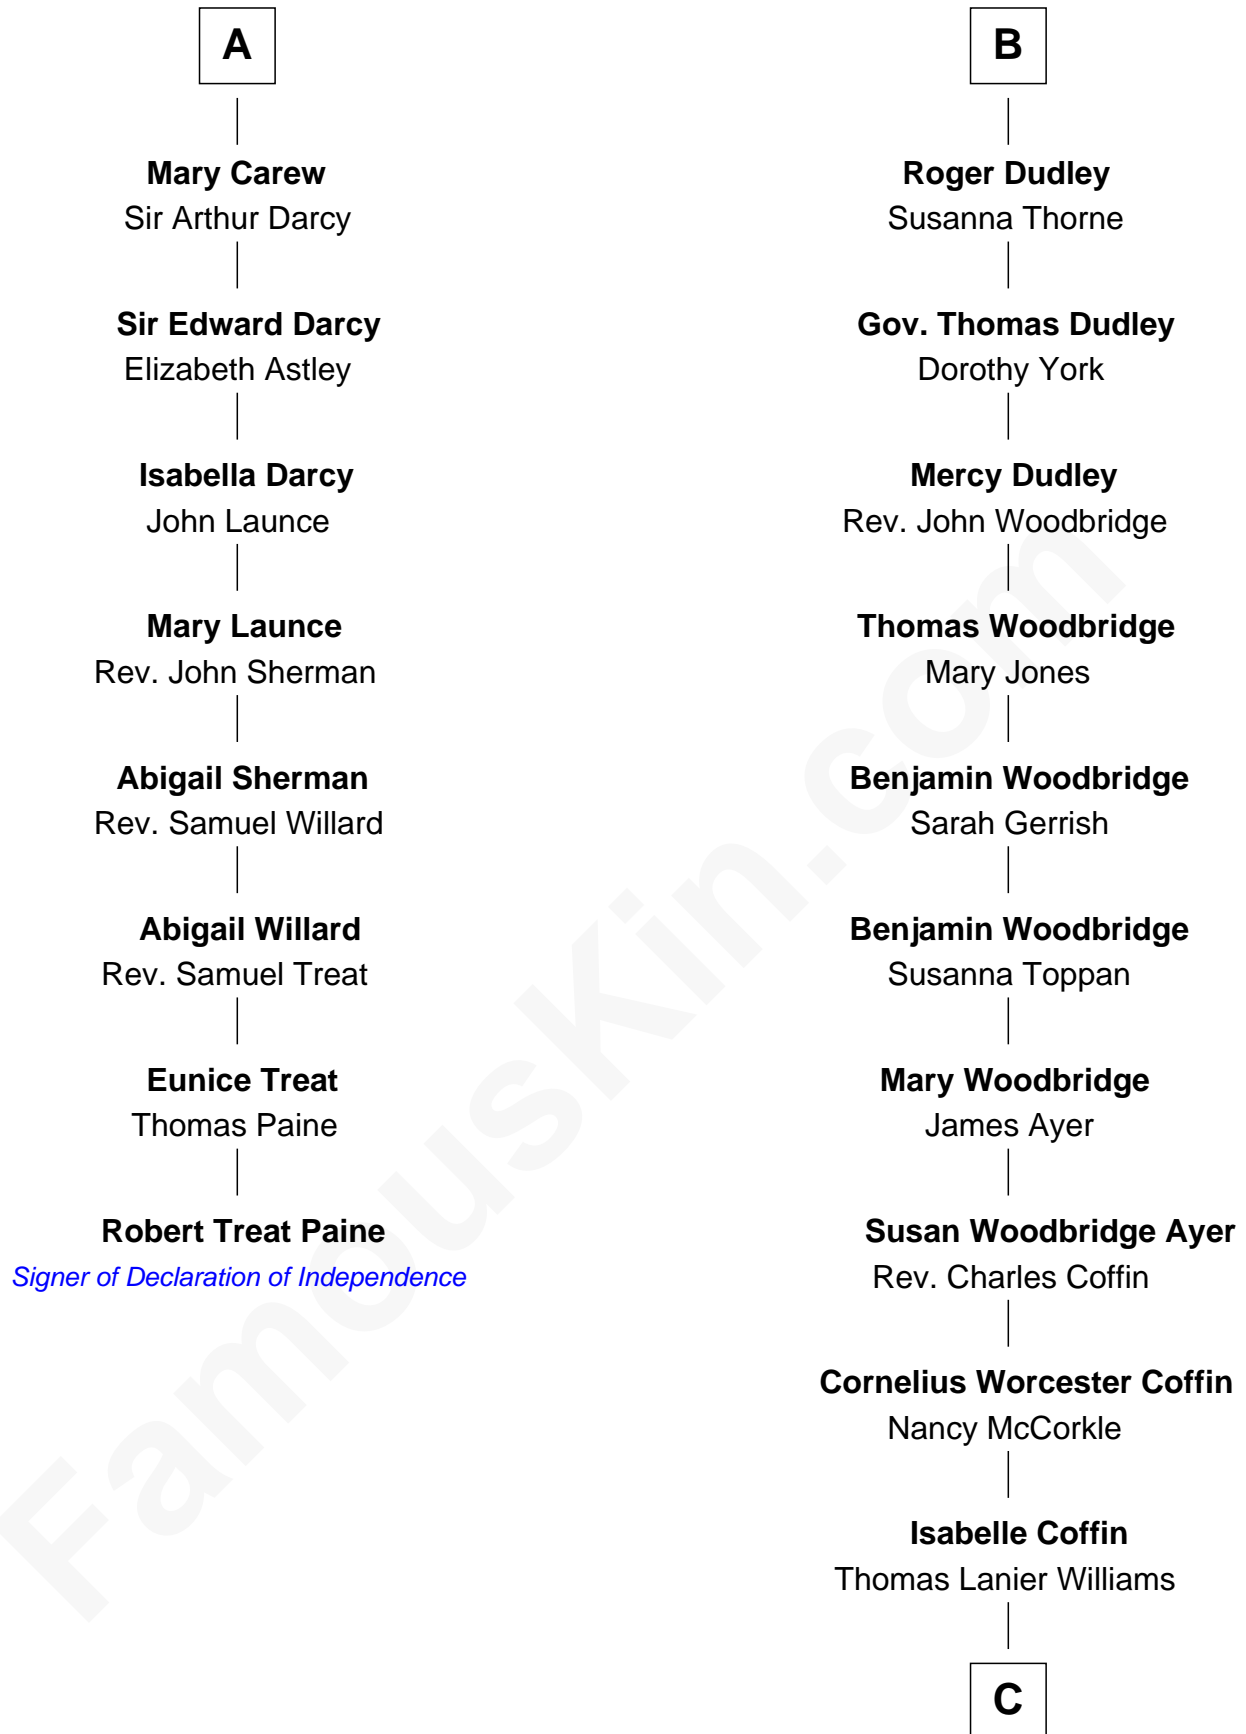 A
Mary Carew
Sir Arthur Darcy
Sir Edward Darcy
Elizabeth Astley
Isabella Darcy
John Launce
Mary Launce
Rev. John Sherman
Abigail Sherman
Rev. Samuel Willard
Abigail Willard
Rev. Samuel Treat
Eunice Treat
Thomas Paine
Robert Treat Paine
Signer of Declaration of Independence
B
Roger Dudley
Susanna Thorne
Gov. Thomas Dudley
Dorothy York
Mercy Dudley
Rev. John Woodbridge
Thomas Woodbridge
Mary Jones
Benjamin Woodbridge
Sarah Gerrish
Benjamin Woodbridge
Susanna Toppan
Mary Woodbridge
James Ayer
Susan Woodbridge Ayer
Rev. Charles Coffin
Cornelius Worcester Coffin
Nancy McCorkle
Isabelle Coffin
Thomas Lanier Williams
C
FamousKin.com